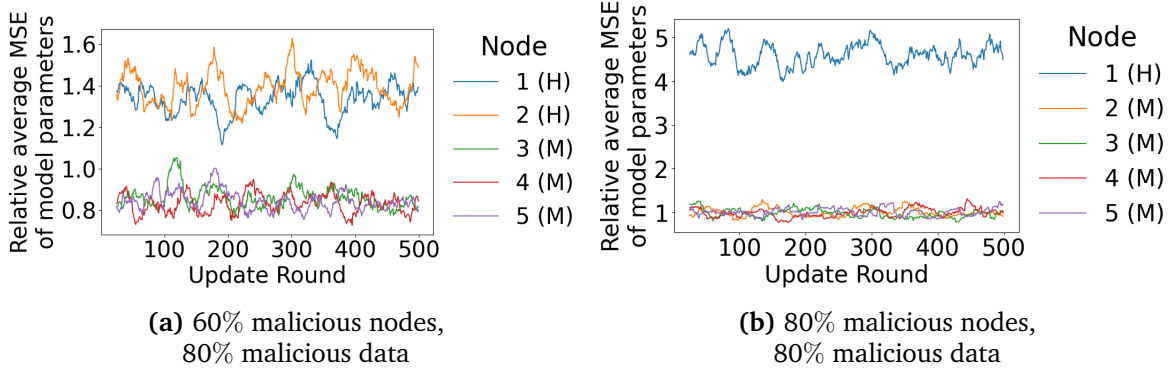 Relative average MSE
of model parameters
1.6
1.4
1.2
1.0
0.8
100 200 300 400 500
Update Round
Node
1 (H)
2 (H)
3 (M)
4 (M)
5 (M)
(a) 60% malicious nodes,
80% malicious data
Relative average MSE
of model parameters
5
4
3
2
1
100 200 300 400 500
Update Round
Node
1 (H)
2 (M)
3 (M)
4 (M)
5 (M)
(b) 80% malicious nodes,
80% malicious data